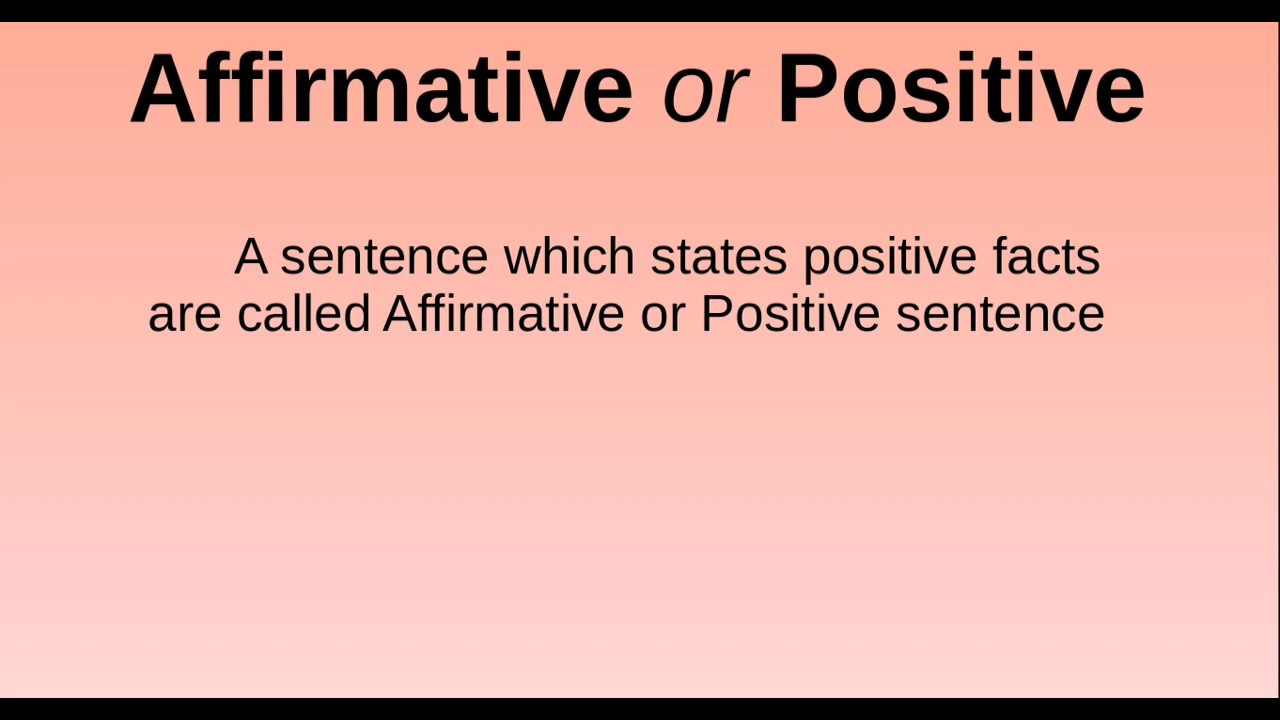 Affirmative or Positive
A sentence which states positive facts
are called Affirmative or Positive sentence